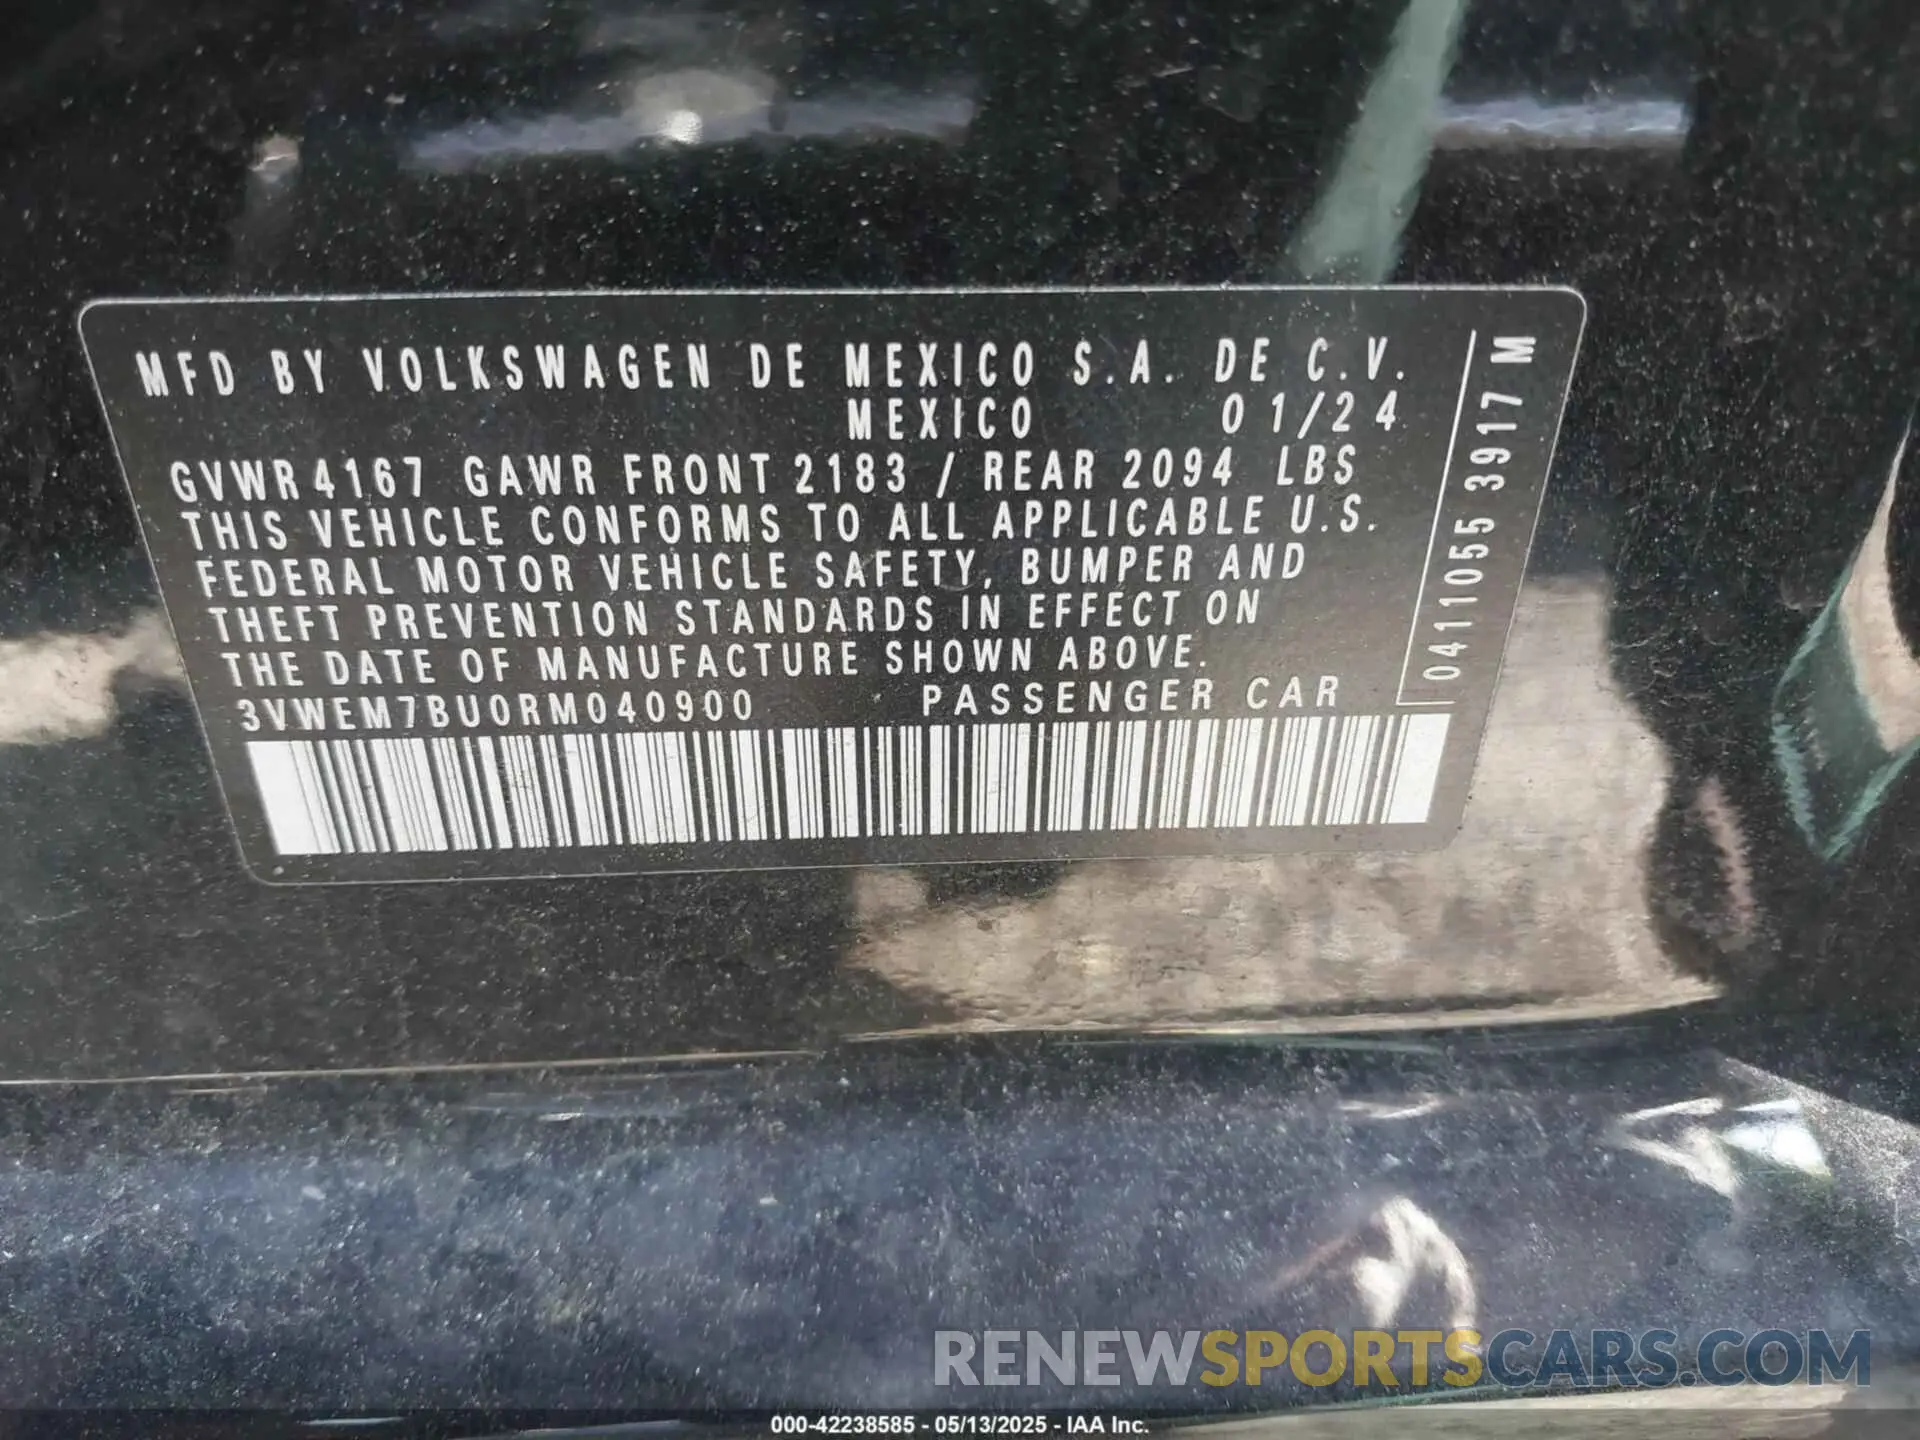 MFD BY VOLKSWAGEN DE MEXICO S.A. DE C.V.
MEXICO 01/24
GVWR 4167 GAWR FRONT 2183 / REAR 2094 LBS
THIS VEHICLE CONFORMS TO ALL APPLICABLE U.S.
FEDERAL MOTOR VEHICLE SAFETY, BUMPER AND
THEFT PREVENTION STANDARDS IN EFFECT ON
THE DATE OF MANUFACTURE SHOWN ABOVE.
3VWEM7BU0RM040900 PASSENGER CAR
0411055 3917 M
RENEWSPORTSCARS.COM
000-42238585 - 05/13/2025 - IAA Inc.